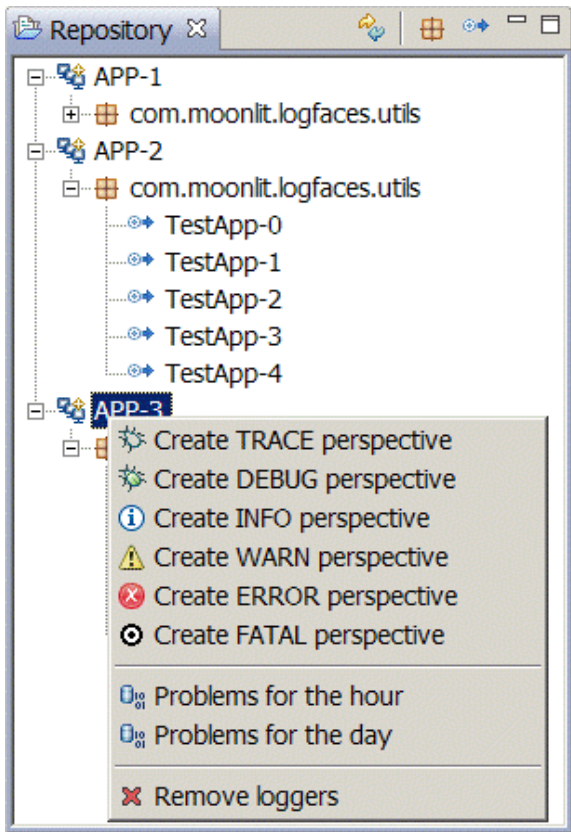 Repository
APP-1
com.moonlit.logfaces.utils
APP-2
com.moonlit.logfaces.utils
TestApp-0
TestApp-1
TestApp-2
TestApp-3
TestApp-4
APP-3
Create TRACE perspective
Create DEBUG perspective
Create INFO perspective
Create WARN perspective
Create ERROR perspective
Create FATAL perspective
Problems for the hour
Problems for the day
Remove loggers